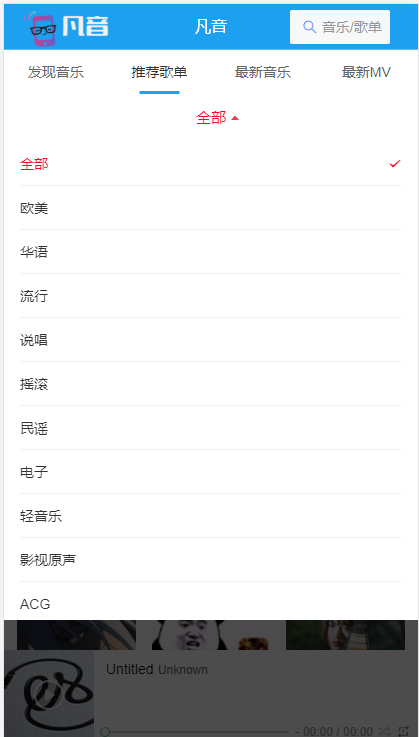 凡音 凡音 音乐/歌单
发现音乐 推荐歌单 最新音乐 最新MV
全部
全部
欧美
华语
流行
说唱
摇滚
民谣
电子
轻音乐
影视原声
ACG
Untitled Unknown
- 00:00 / 00:00